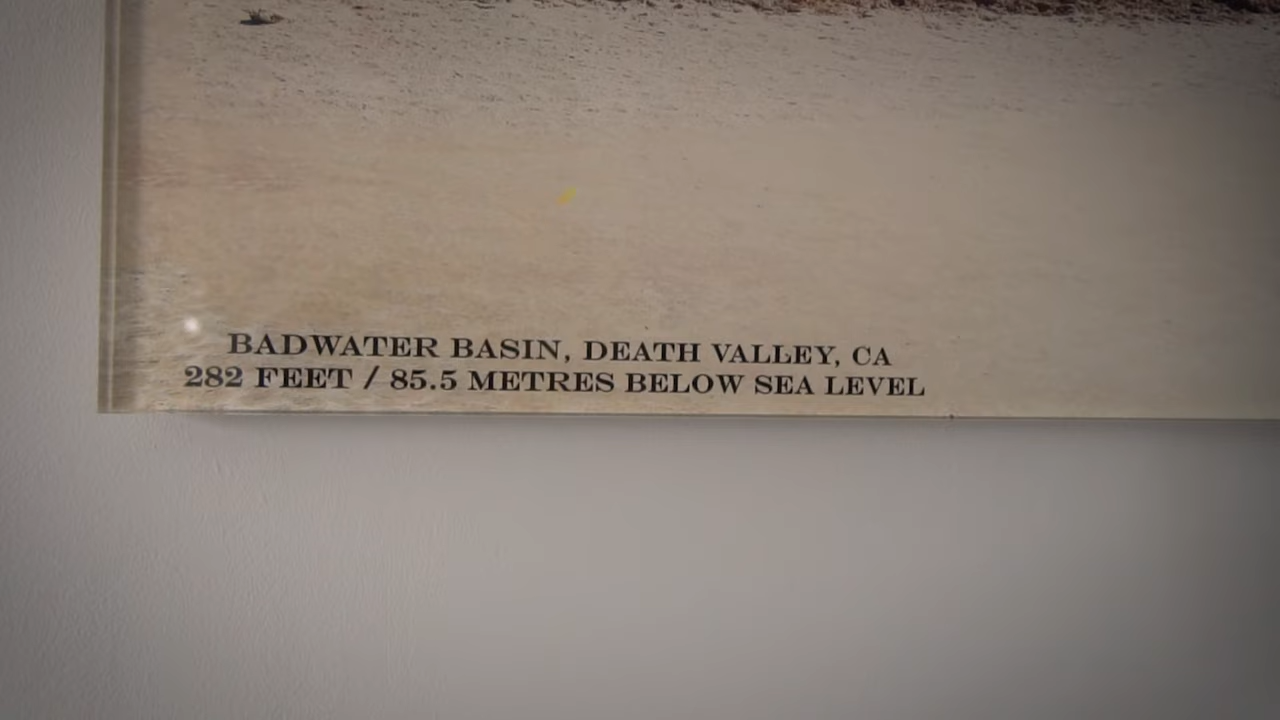 BADWATER BASIN, DEATH VALLEY, CA
282 FEET / 85.5 METRES BELOW SEA LEVEL